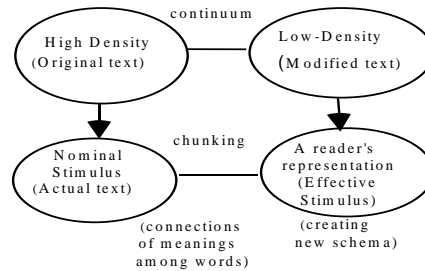 continuum
High Density
(Original text)
Low-Density
(Modified text)
chunking
Nominal
Stimulus
(Actual text)
A reader's
representation
(Effective
Stimulus)
(connections
of meanings
among words)
(creating
new schema)